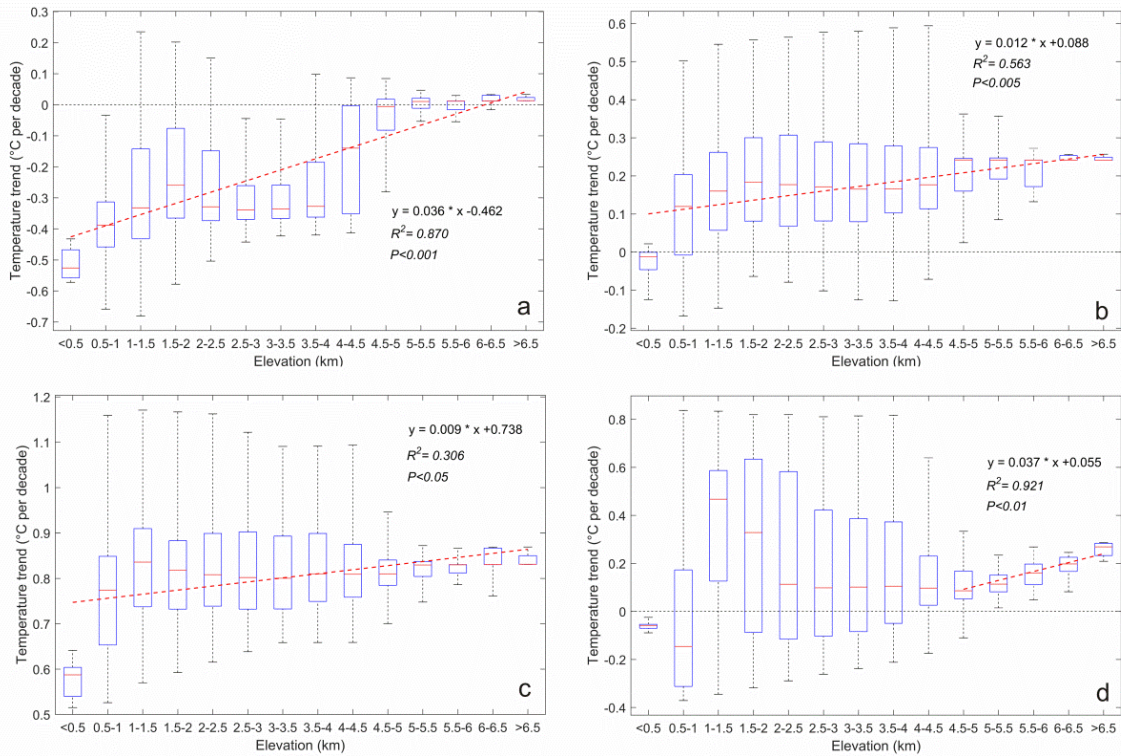 0.3
0.2
0.1
0
-0.1
-0.2
-0.3
-0.4
-0.5
-0.6
-0.7
Temperature trend (°C per decade)
y = 0.036 * x -0.462
R²= 0.870
P<0.001
a
<0.5 0.5-1 1-1.5 1.5-2 2-2.5 2.5-3 3-3.5 3.5-4 4-4.5 4.5-5 5-5.5 5.5-6 6-6.5 >6.5
Elevation (km)
0.6
0.5
0.4
0.3
0.2
0.1
0
-0.1
-0.2
Temperature trend (°C per decade)
y = 0.012 * x +0.088
R²= 0.563
P<0.005
b
<0.5 0.5-1 1-1.5 1.5-2 2-2.5 2.5-3 3-3.5 3.5-4 4-4.5 4.5-5 5-5.5 5.5-6 6-6.5 >6.5
Elevation (km)
1.2
1.1
1
0.9
0.8
0.7
0.6
0.5
Temperature trend (°C per decade)
y = 0.009 * x +0.738
R²= 0.306
P<0.05
c
<0.5 0.5-1 1-1.5 1.5-2 2-2.5 2.5-3 3-3.5 3.5-4 4-4.5 4.5-5 5-5.5 5.5-6 6-6.5 >6.5
Elevation (km)
0.8
0.6
0.4
0.2
0
-0.2
-0.4
Temperature trend (°C per decade)
y = 0.037 * x +0.055
R²= 0.921
P<0.01
d
<0.5 0.5-1 1-1.5 1.5-2 2-2.5 2.5-3 3-3.5 3.5-4 4-4.5 4.5-5 5-5.5 5.5-6 6-6.5 >6.5
Elevation (km)